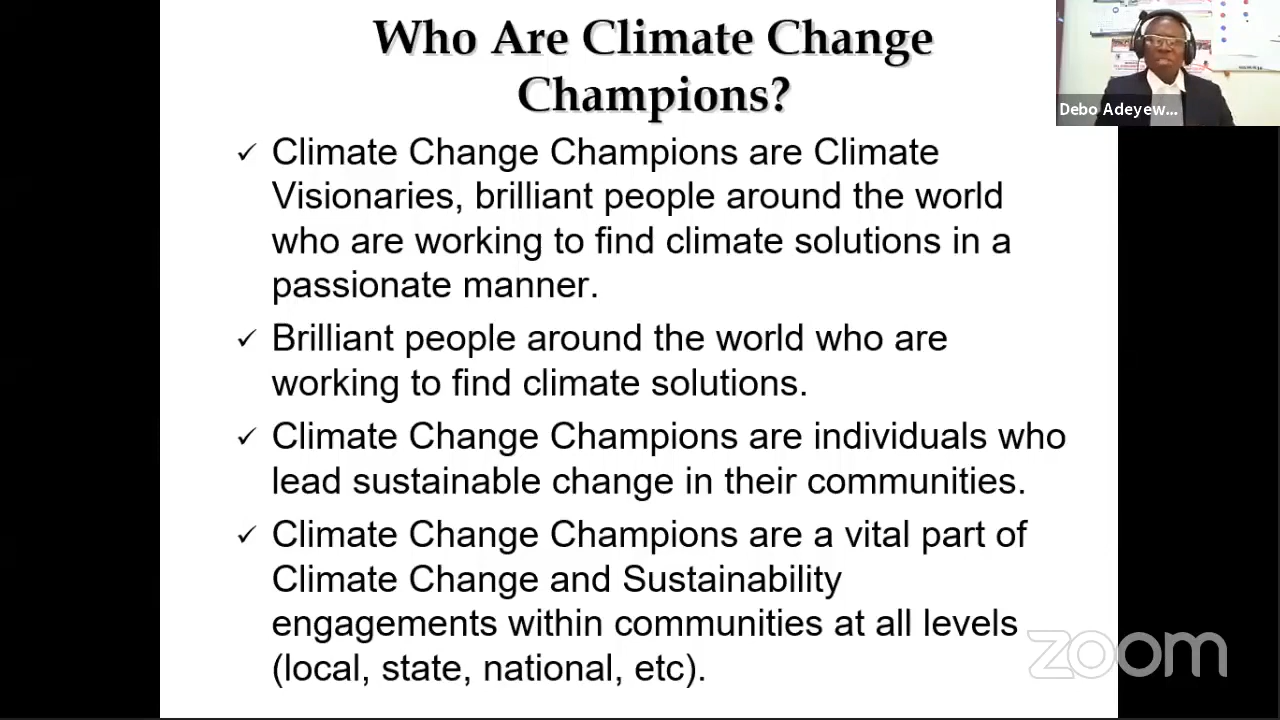 Who Are Climate Change
Champions?
✓ Climate Change Champions are Climate
Visionaries, brilliant people around the world
who are working to find climate solutions in a
passionate manner.
✓ Brilliant people around the world who are
working to find climate solutions.
✓ Climate Change Champions are individuals who
lead sustainable change in their communities.
✓ Climate Change Champions are a vital part of
Climate Change and Sustainability
engagements within communities at all levels
(local, state, national, etc).
Debo Adeyew...
zoom